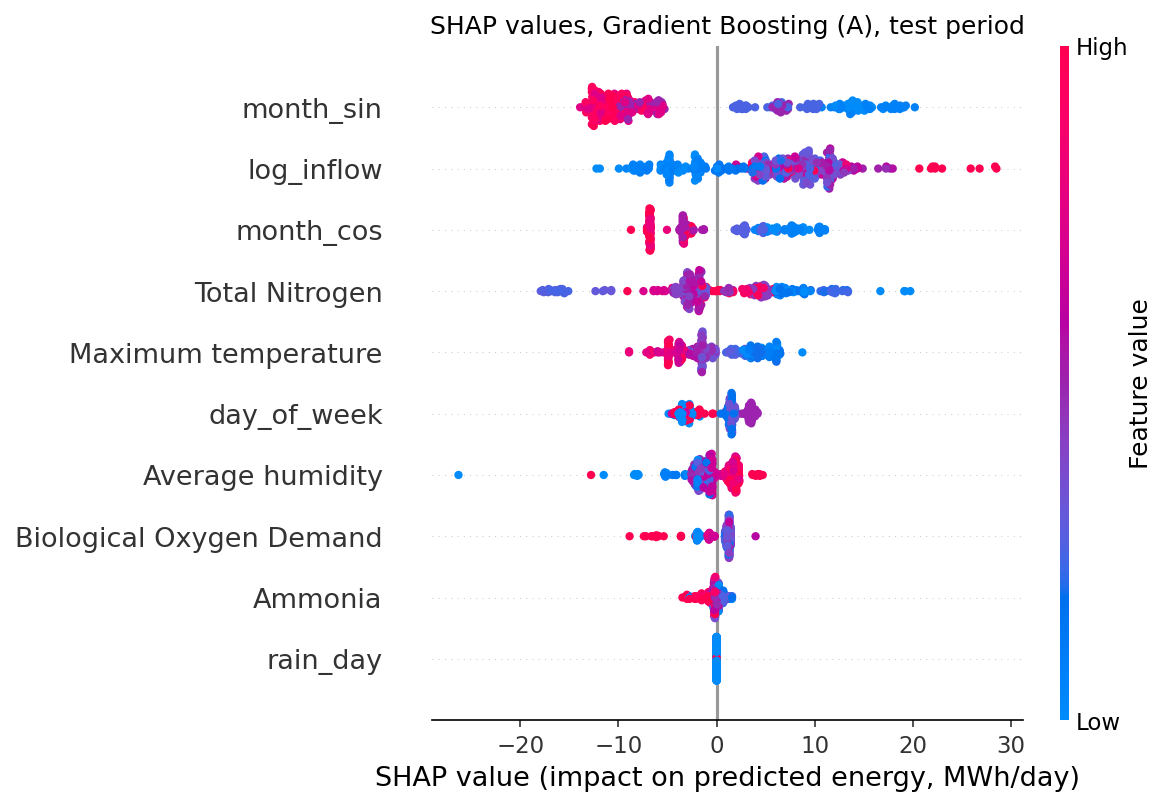 SHAP values, Gradient Boosting (A), test period
High
month_sin
log_inflow
month_cos
Total Nitrogen
Maximum temperature
day_of_week
Average humidity
Biological Oxygen Demand
Ammonia
rain_day
Feature value
Low
−20 −10 0 10 20 30
SHAP value (impact on predicted energy, MWh/day)